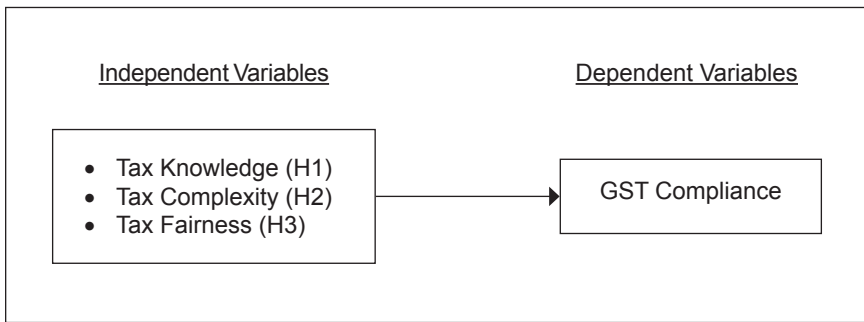 Independent Variables
Dependent Variables
• Tax Knowledge (H1)
• Tax Complexity (H2)
• Tax Fairness (H3)
GST Compliance